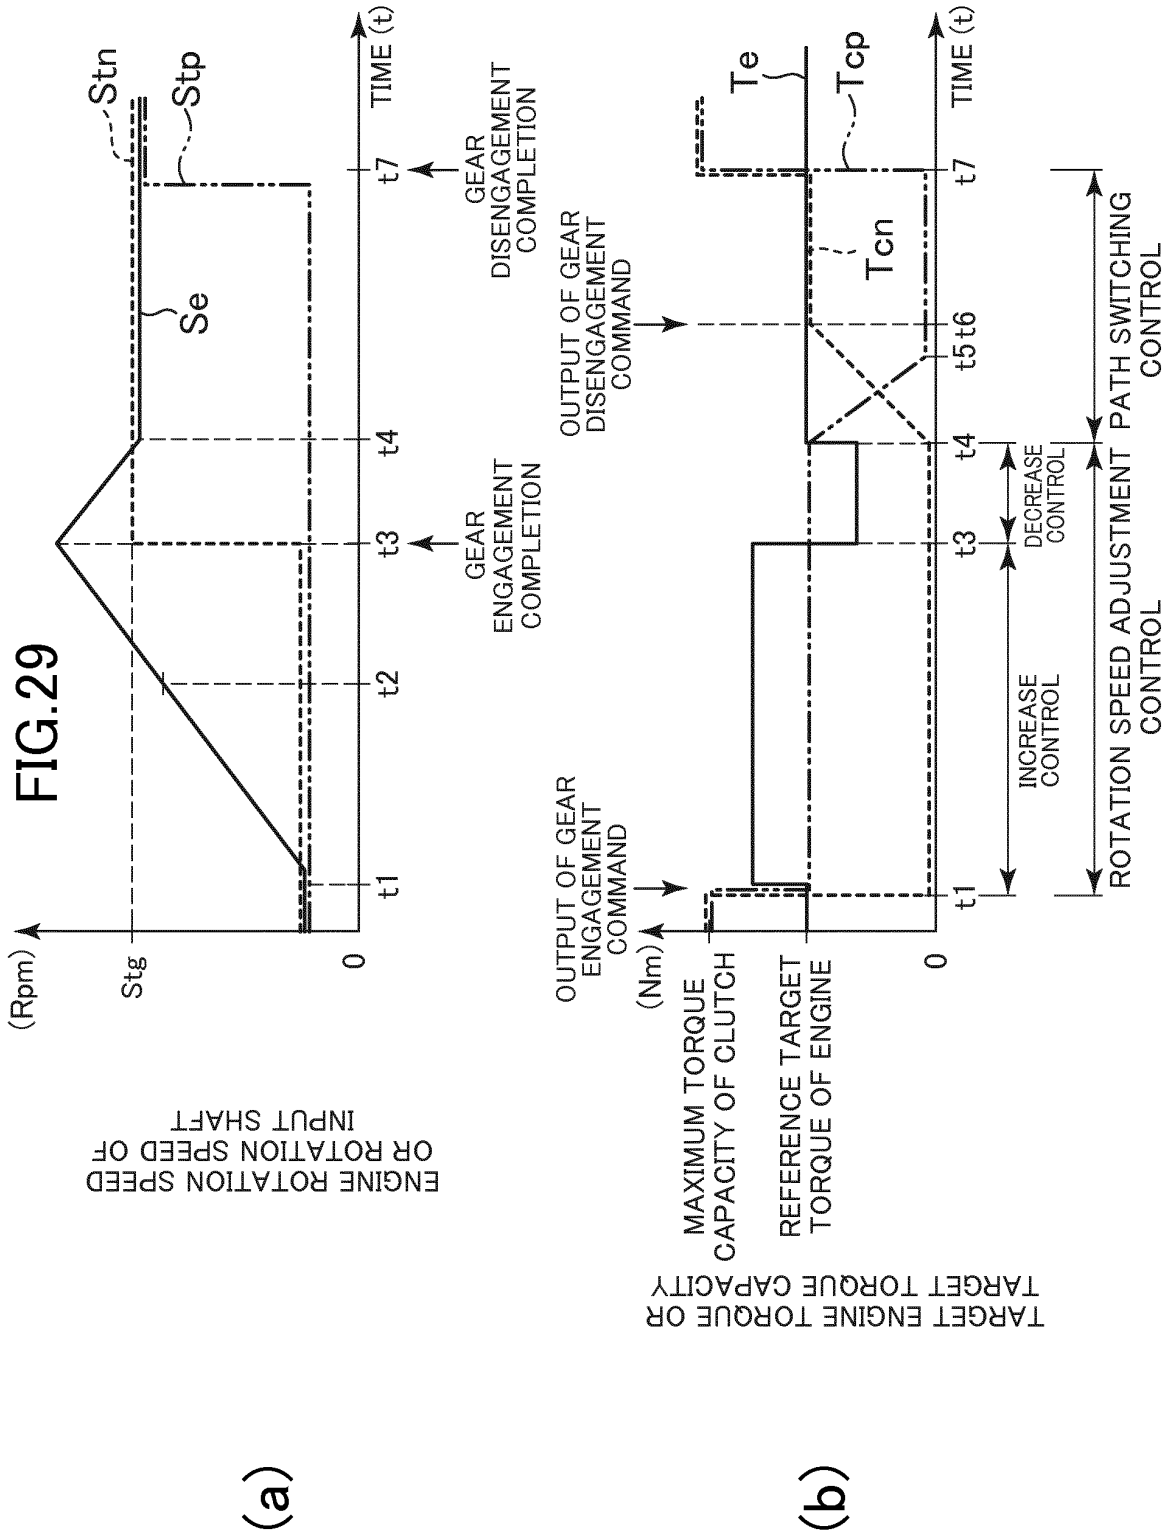 FIG.29
(a)
ENGINE ROTATION SPEED
OR ROTATION SPEED OF
INPUT SHAFT
(Rpm)
Stg
0
Stn
Stp
Se
t1
t2
t3
t4
t7
TIME (t)
GEAR
ENGAGEMENT
COMPLETION
GEAR
DISENGAGEMENT
COMPLETION
(b)
TARGET ENGINE TORQUE OR
TARGET TORQUE CAPACITY
OUTPUT OF GEAR
ENGAGEMENT
COMMAND
OUTPUT OF GEAR
DISENGAGEMENT
COMMAND
(Nm)
MAXIMUM TORQUE
CAPACITY OF CLUTCH
REFERENCE TARGET
TORQUE OF ENGINE
0
Te
Tcp
Tcn
t1
t3
t4
t5
t6
t7
TIME (t)
INCREASE
CONTROL
DECREASE
CONTROL
ROTATION SPEED ADJUSTMENT
CONTROL
PATH SWITCHING
CONTROL